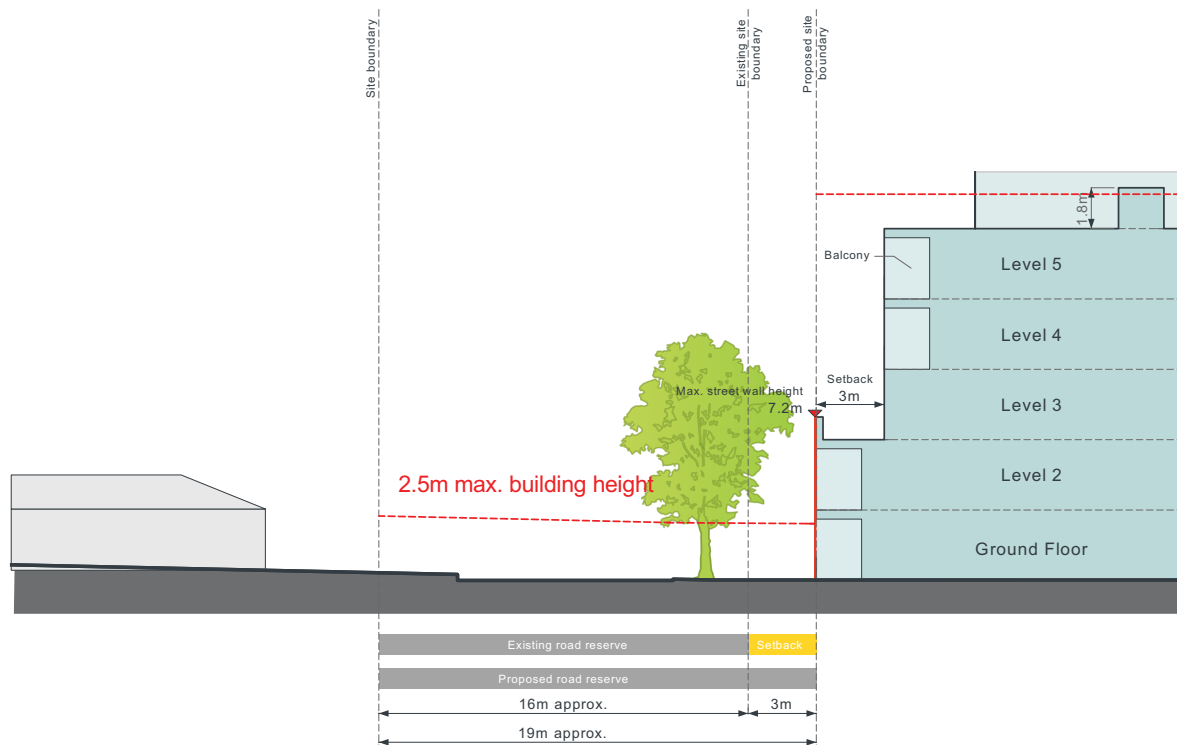 Site boundary
Existing site
boundary
Proposed site
boundary
1.8m
Balcony
Level 5
Level 4
Setback
3m
Max. street wall height
7.2m
Level 3
Level 2
2.5m max. building height
Ground Floor
Existing road reserve
Setback
Proposed road reserve
16m approx.
3m
19m approx.